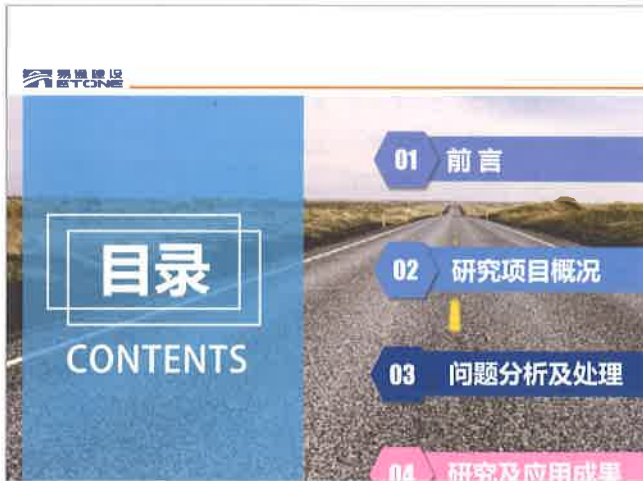 易通建设
ETONE
目录
CONTENTS
01 前言
02 研究项目概况
03 问题分析及处理
04 研究及应用成果